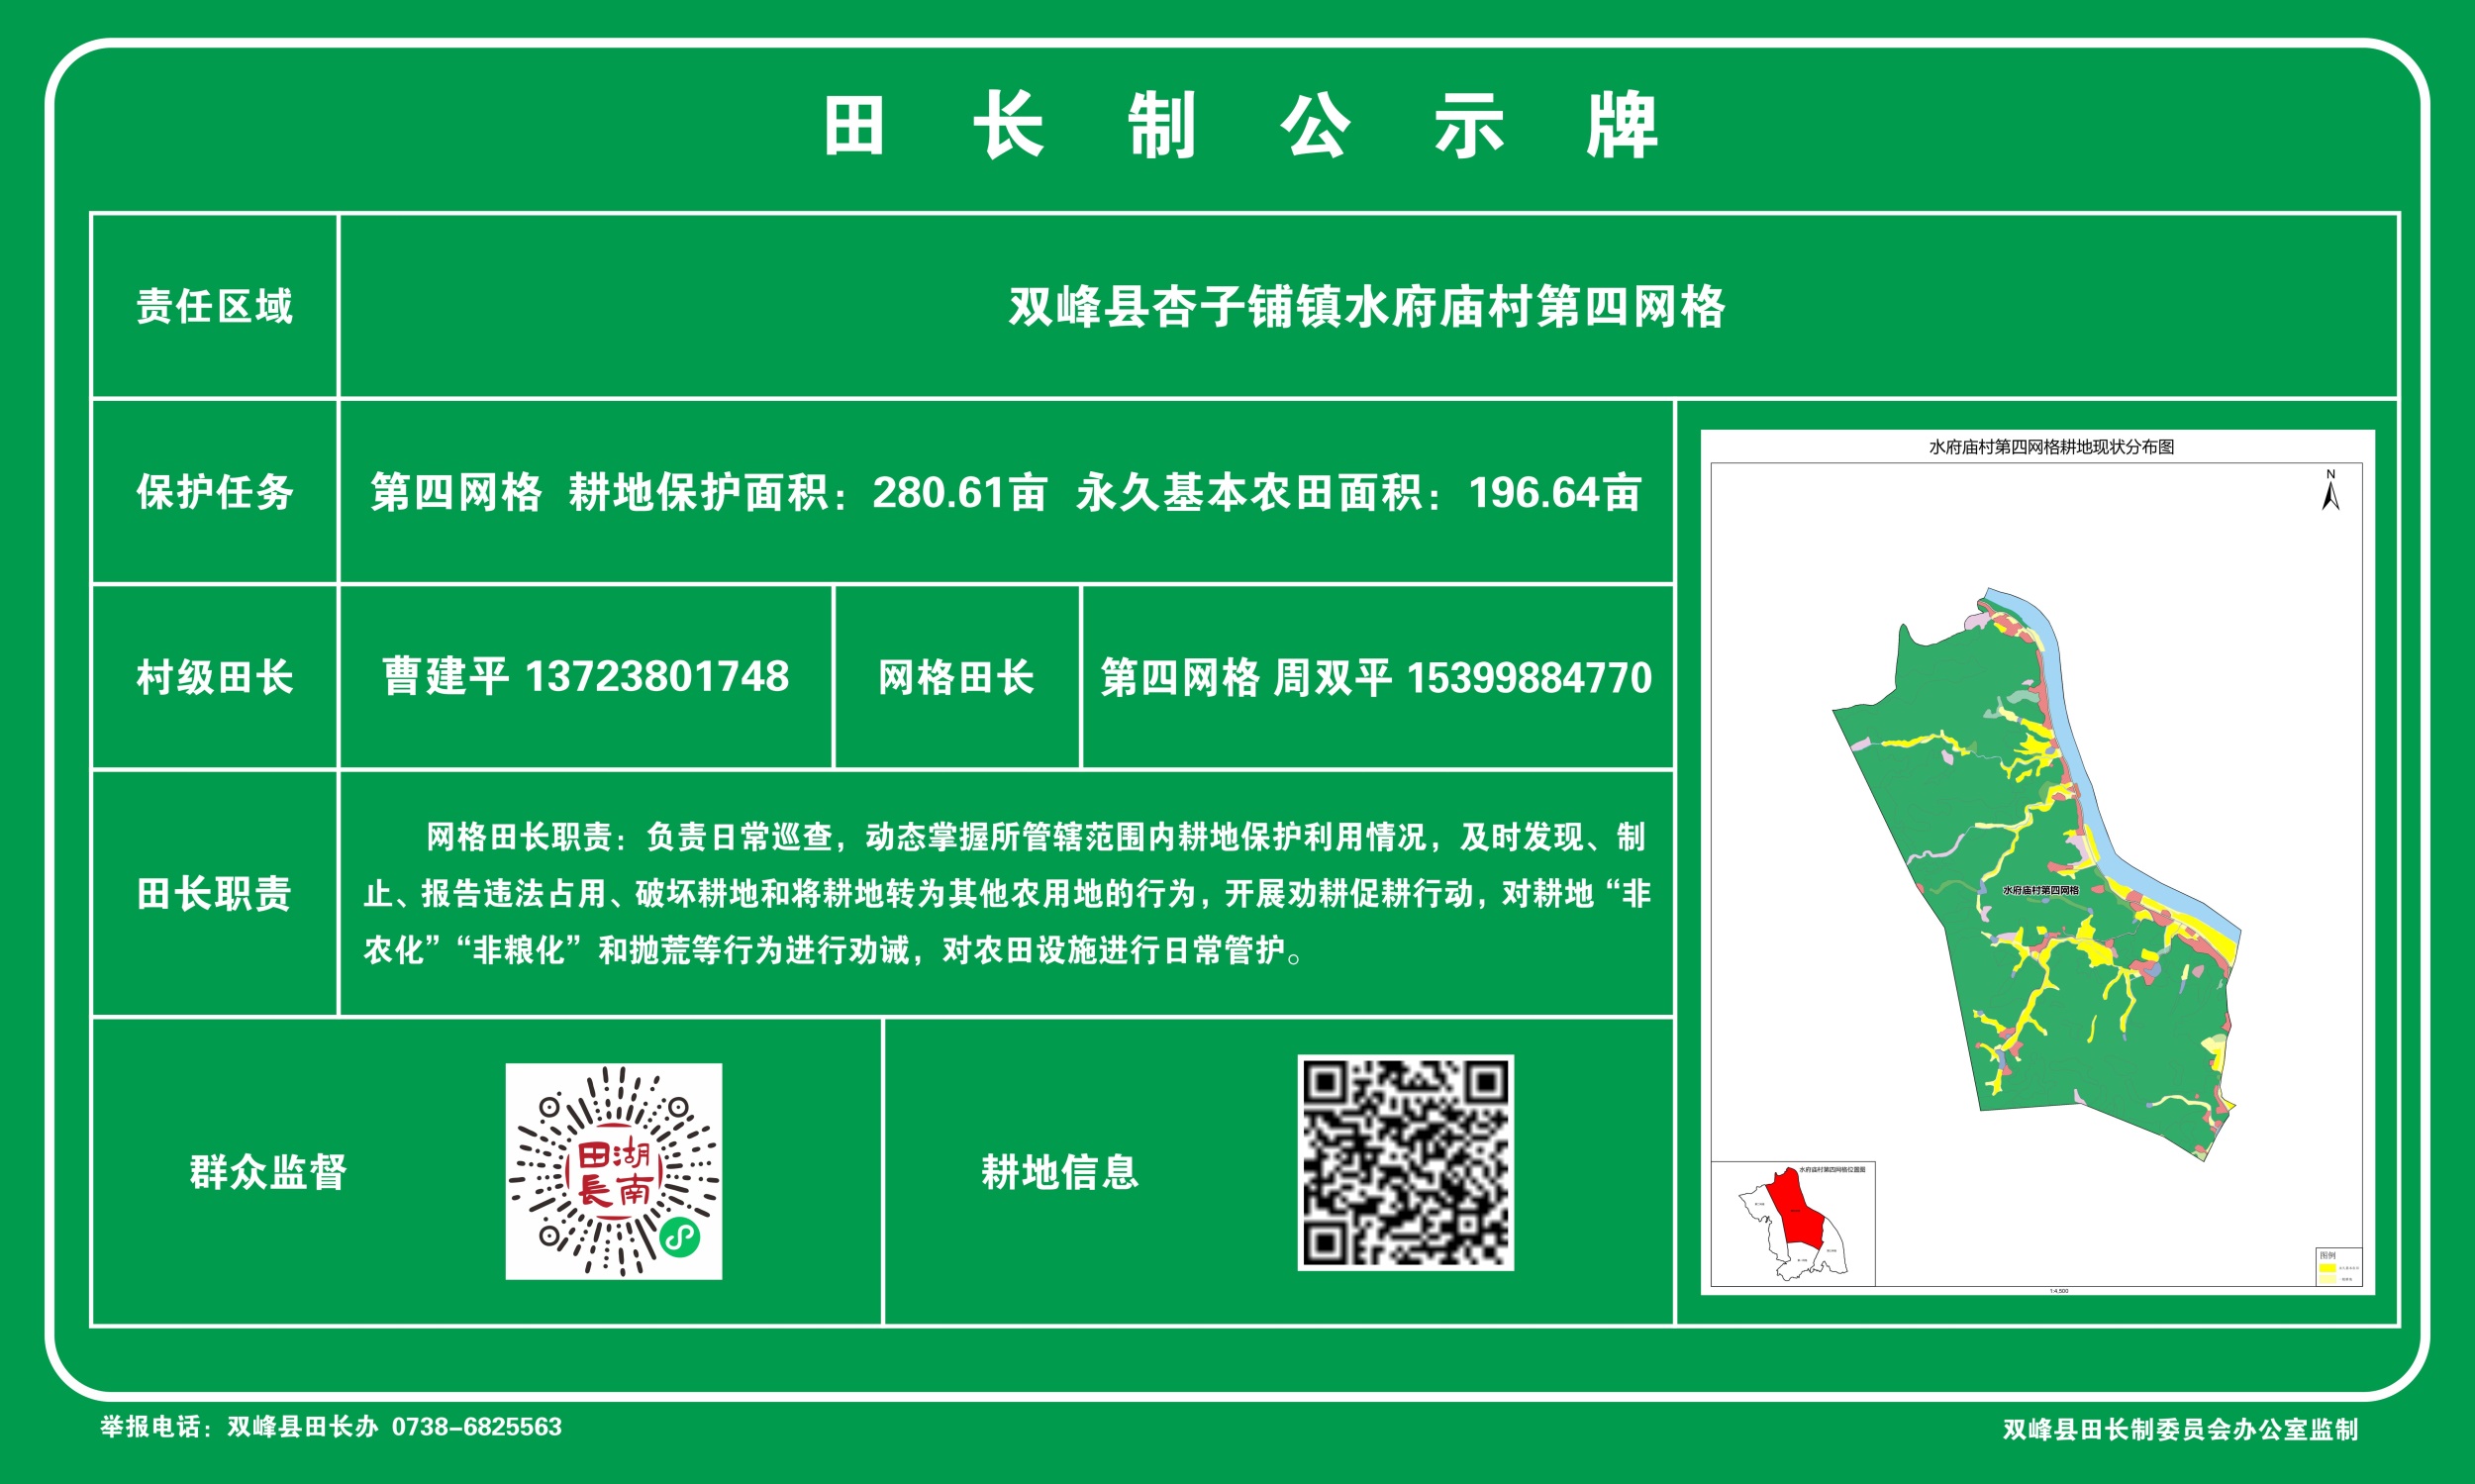 田长制公示牌
责任区域
双峰县杏子铺镇水府庙村第四网格
保护任务
第四网格 耕地保护面积：280.61亩 永久基本农田面积：196.64亩
村级田长
曹建平 13723801748
网格田长
第四网格 周双平 15399884770
田长职责
网格田长职责：负责日常巡查，动态掌握所管辖范围内耕地保护利用情况，及时发现、制
止、报告违法占用、破坏耕地和将耕地转为其他农用地的行为，开展劝耕促耕行动，对耕地“非
农化”“非粮化”和抛荒等行为进行劝诫，对农田设施进行日常管护。
群众监督
湖南
田長
耕地信息
水府庙村第四网格耕地现状分布图
N
水府庙村第四网格
水府庙村第四网格位置图
图例
1:4,500
举报电话：双峰县田长办 0738-6825563
双峰县田长制委员会办公室监制